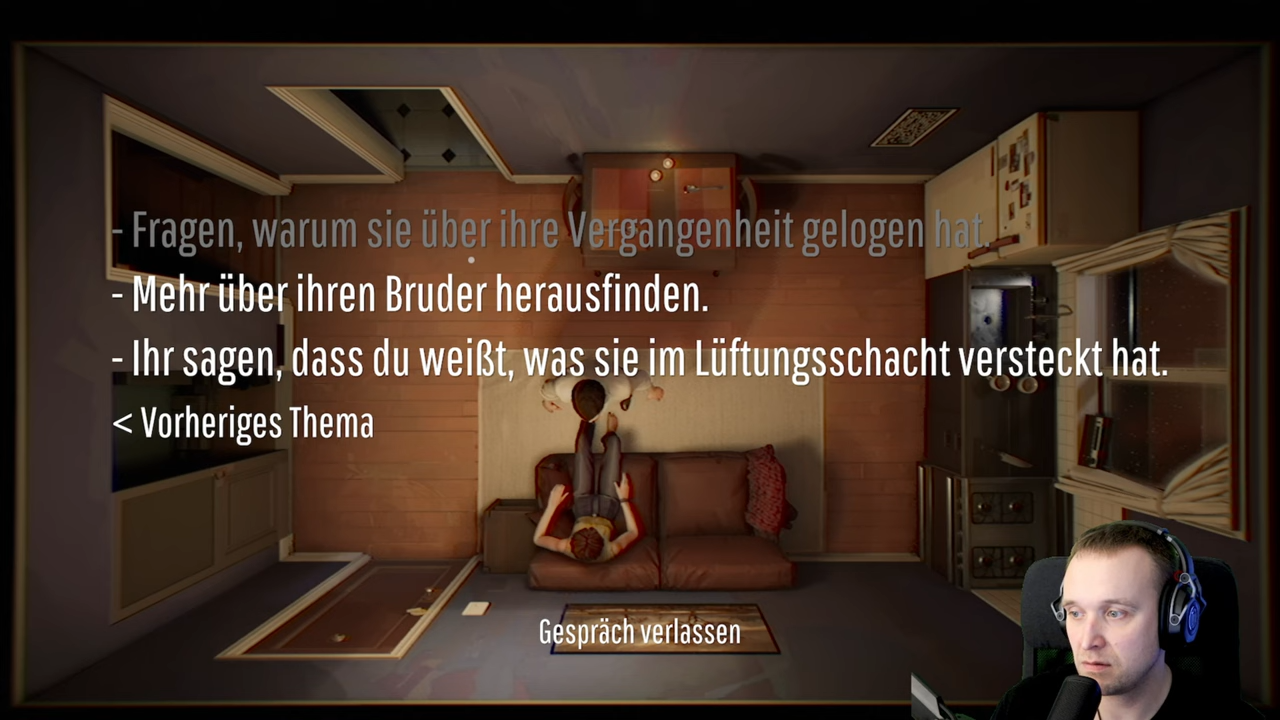 - Fragen, warum sie über ihre Vergangenheit gelogen hat.
- Mehr über ihren Bruder herausfinden.
- Ihr sagen, dass du weißt, was sie im Lüftungsschacht versteckt hat.
< Vorheriges Thema
Gespräch verlassen